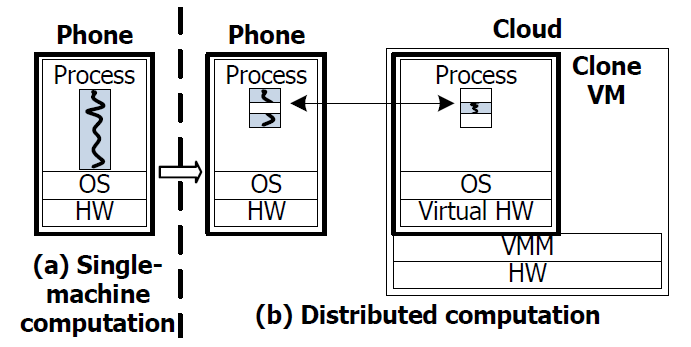 Phone
Process
OS
HW
(a) Single-
machine
computation
Phone
Process
OS
HW
Cloud
Clone
VM
Process
OS
Virtual HW
VMM
HW
(b) Distributed computation